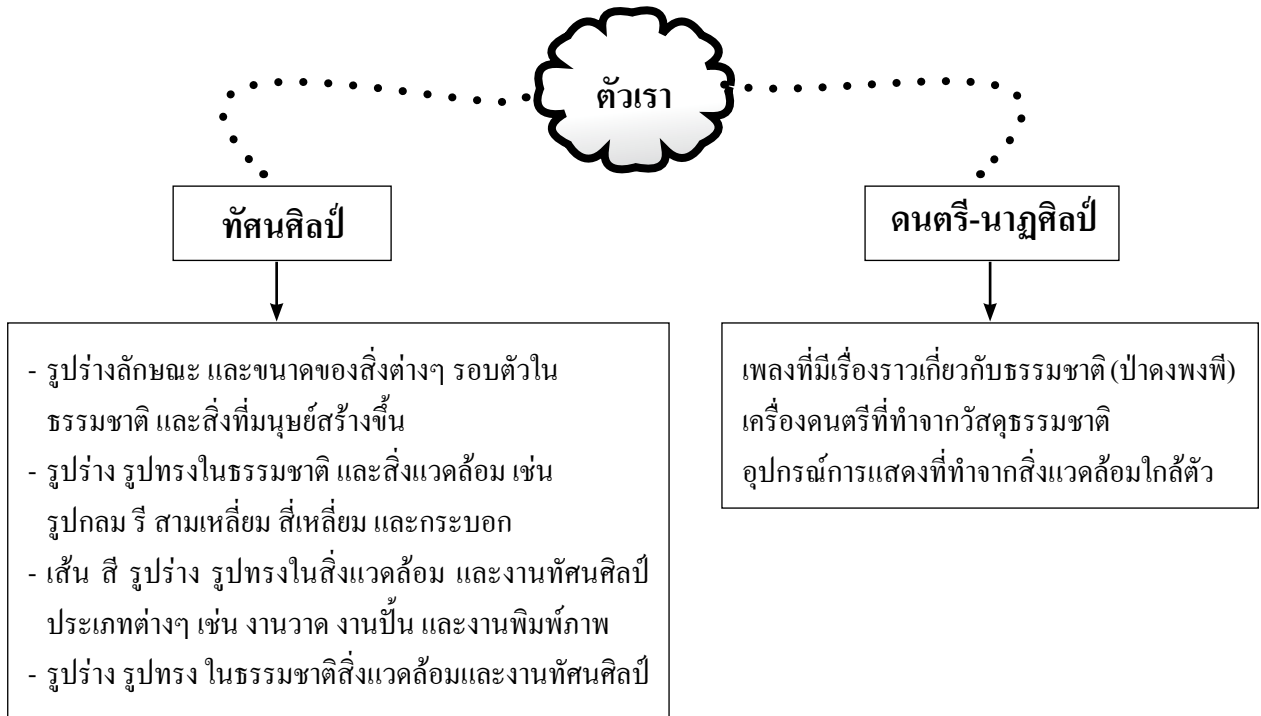 ตัวเรา
ทัศนศิลป์
ดนตรี-นาฏศิลป์
- รูปร่างลักษณะ และขนาดของสิ่งต่างๆ รอบตัวใน
ธรรมชาติ และสิ่งที่มนุษย์สร้างขึ้น
- รูปร่าง รูปทรงในธรรมชาติ และสิ่งแวดล้อม เช่น
รูปกลม รี สามเหลี่ยม สี่เหลี่ยม และกระบอก
- เส้น สี รูปร่าง รูปทรงในสิ่งแวดล้อม และงานทัศนศิลป์
ประเภทต่างๆ เช่น งานวาด งานปั้น และงานพิมพ์ภาพ
- รูปร่าง รูปทรง ในธรรมชาติสิ่งแวดล้อมและงานทัศนศิลป์
เพลงที่มีเรื่องราวเกี่ยวกับธรรมชาติ (ป่าดงพงพี)
เครื่องดนตรีที่ทำจากวัสดุธรรมชาติ
อุปกรณ์การแสดงที่ทำจากสิ่งแวดล้อมใกล้ตัว